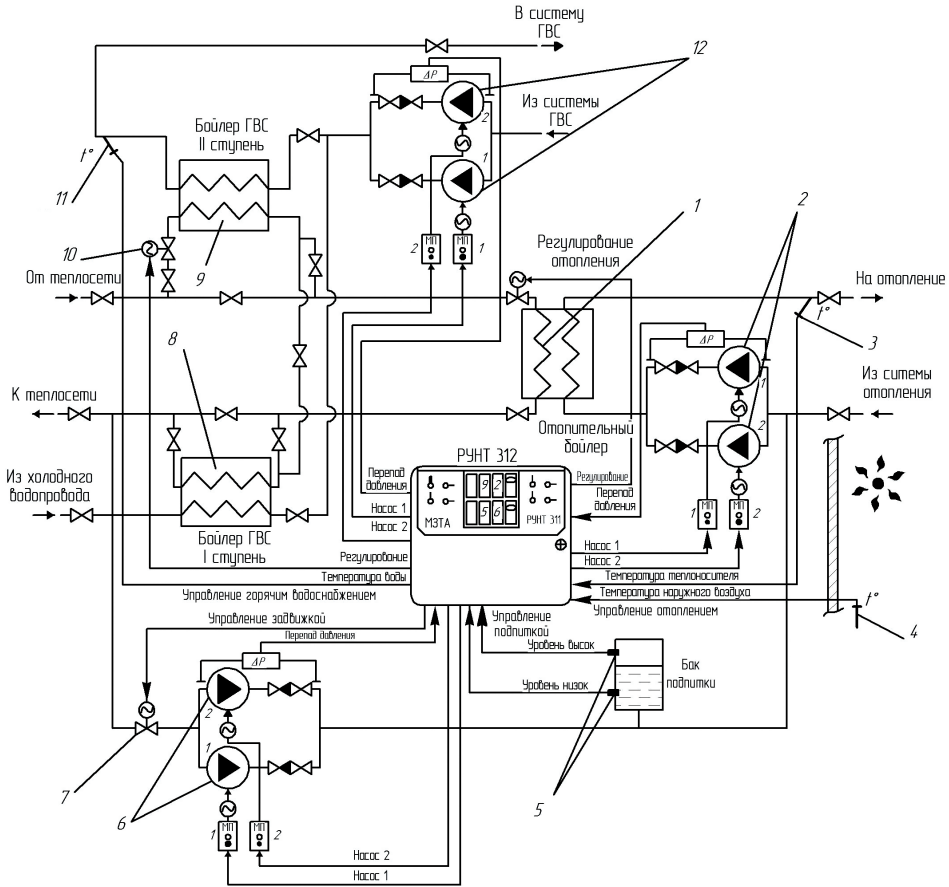 В систему
ГВС
12
ΔP
Из системы
ГВС
2
1
Бойлер ГВС
II ступень
t°
11
МП
2
МП
1
1
2
10
9
Регулирование
отопления
От теплосети
На отопление
t°
3
8
ΔP
1
2
К теплосети
Из ситемы
отопления
Отопительный
бойлер
РУНТ 312
Из холодного
водопровода
Перепад
давления
9 2
5 6
МЗТА
РУНТ 311
Регулирование
Перепад
давления
Насос 1
Насос 2
МП
1
МП
2
Бойлер ГВС
I ступень
Насос 1
Насос 2
Регулирование
Температура воды
Температура теплоносителя
Управление горячим водоснабжением
Температура наружного воздуха
Управление отоплением
t°
4
Управление задвижкой
Перепад давления
Управление
подпиткой
Уровень высок
Уровень низок
Бак
подпитки
ΔP
2
1
7
6
5
МП
1
МП
2
Насос 2
Насос 1